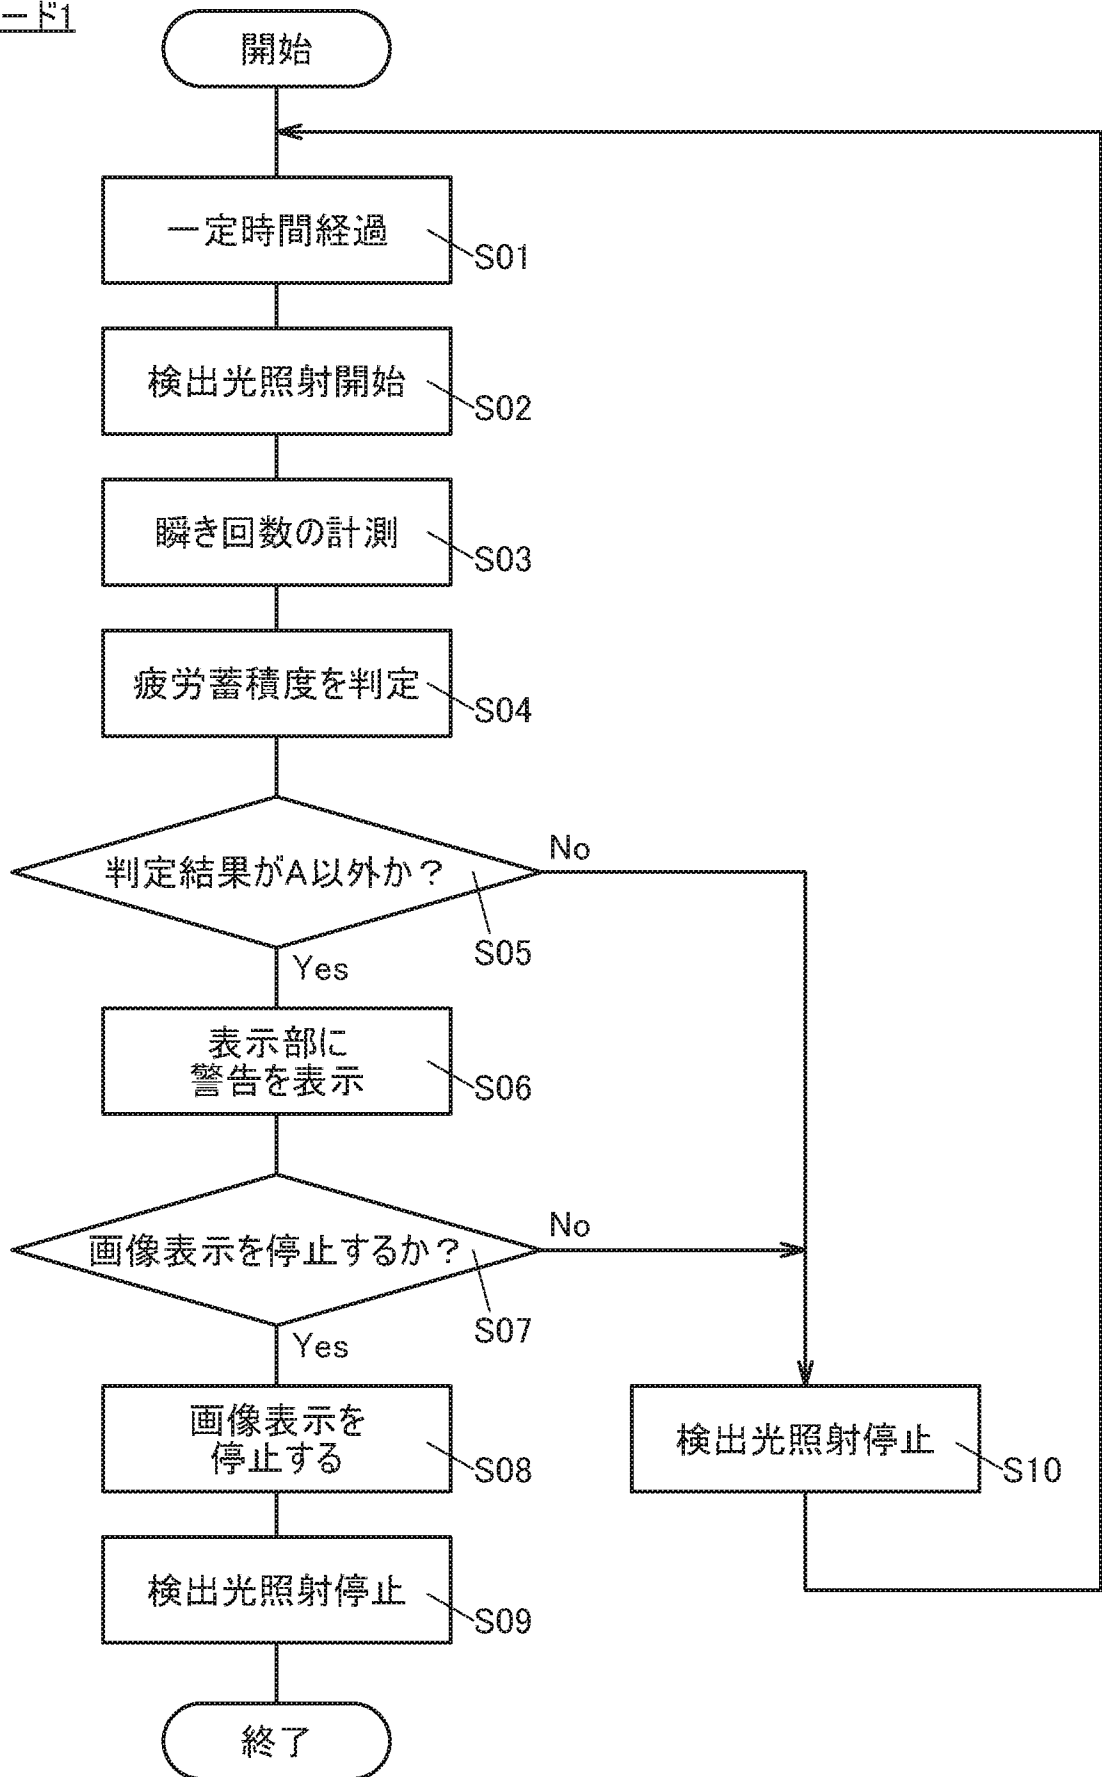 ード1
開始
一定時間経過
S01
検出光照射開始
S02
瞬き回数の計測
S03
疲労蓄積度を判定
S04
判定結果がA以外か？
No
S05
Yes
表示部に
警告を表示
S06
画像表示を停止するか？
No
S07
Yes
画像表示を
停止する
S08
検出光照射停止
S10
検出光照射停止
S09
終了